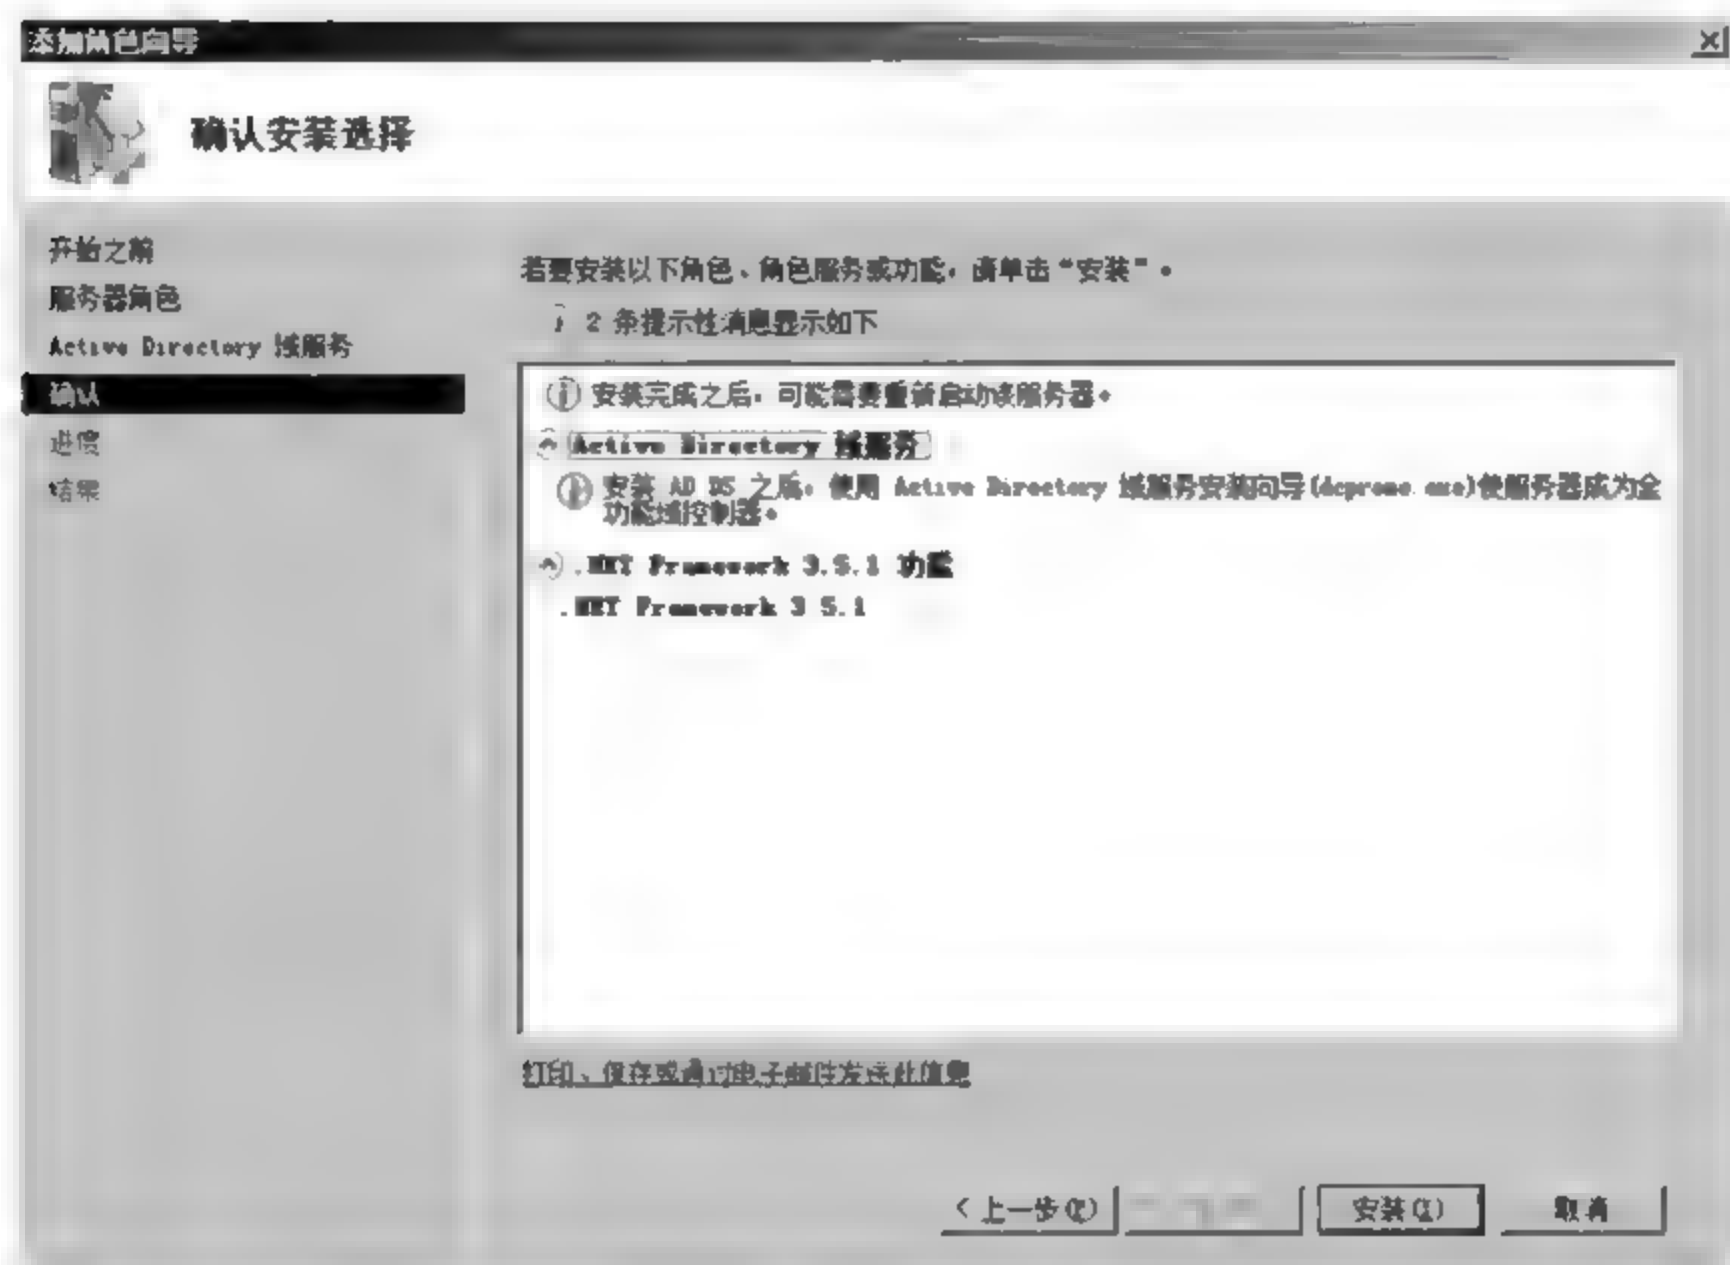 添加角色向导
确认安装选择
开始之前
服务器角色
Active Directory 域服务
确认
进度
结果
若要安装以下角色、角色服务或功能，请单击“安装”。
2 条提示性消息显示如下
安装完成之后，可能需要重新启动该服务器。
Active Directory 域服务
安装 AD DS 之后，使用 Active Directory 域服务安装向导(dcpromo.exe)使服务器成为全
功能域控制器。
.NET Framework 3.5.1 功能
.NET Framework 3.5.1
打印、保存或通过电子邮件发送此信息
< 上一步(P)
安装(I)
取消